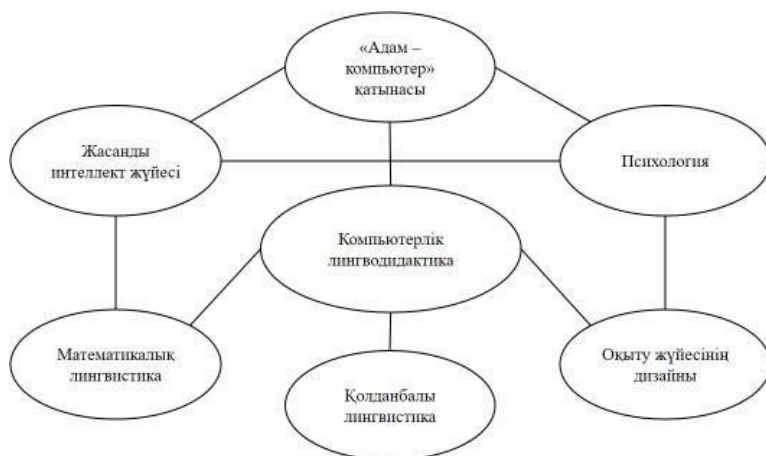 «Адам –
компьютер»
қатынасы
Жасанды
интеллект жүйесі
Психология
Компьютерлік
лингводидактика
Математикалық
лингвистика
Қолданбалы
лингвистика
Оқыту жүйесінің
дизайны